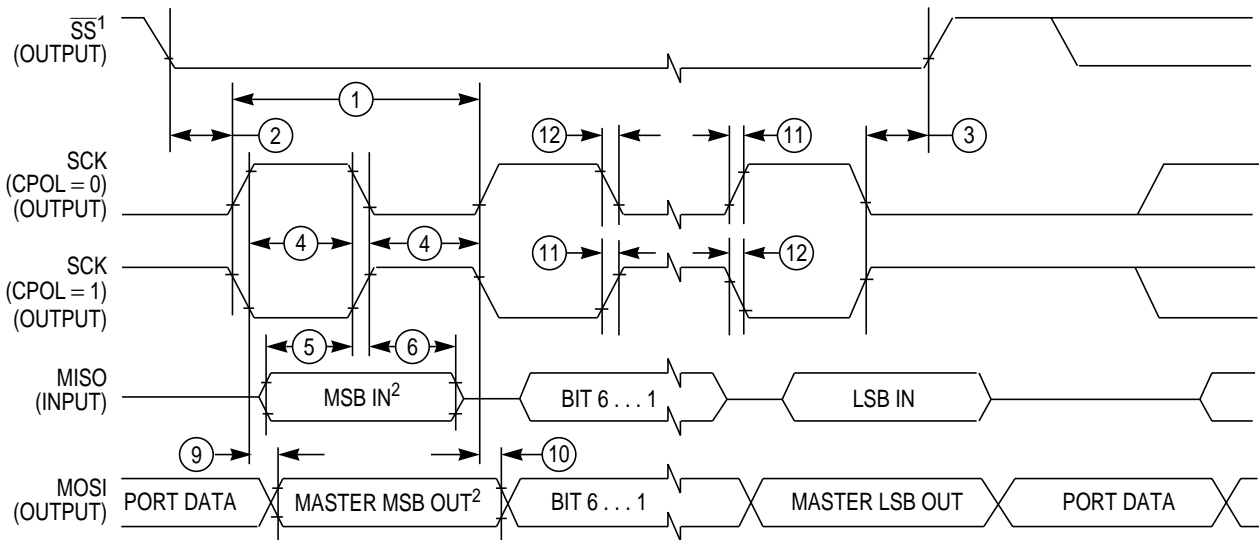 SS¹
(OUTPUT)
1
2
12
11
3
SCK
(CPOL = 0)
(OUTPUT)
4
4
11
12
SCK
(CPOL = 1)
(OUTPUT)
5
6
MISO
(INPUT)
MSB IN²
BIT 6 . . . 1
LSB IN
9
10
MOSI
(OUTPUT)
PORT DATA
MASTER MSB OUT²
BIT 6 . . . 1
MASTER LSB OUT
PORT DATA